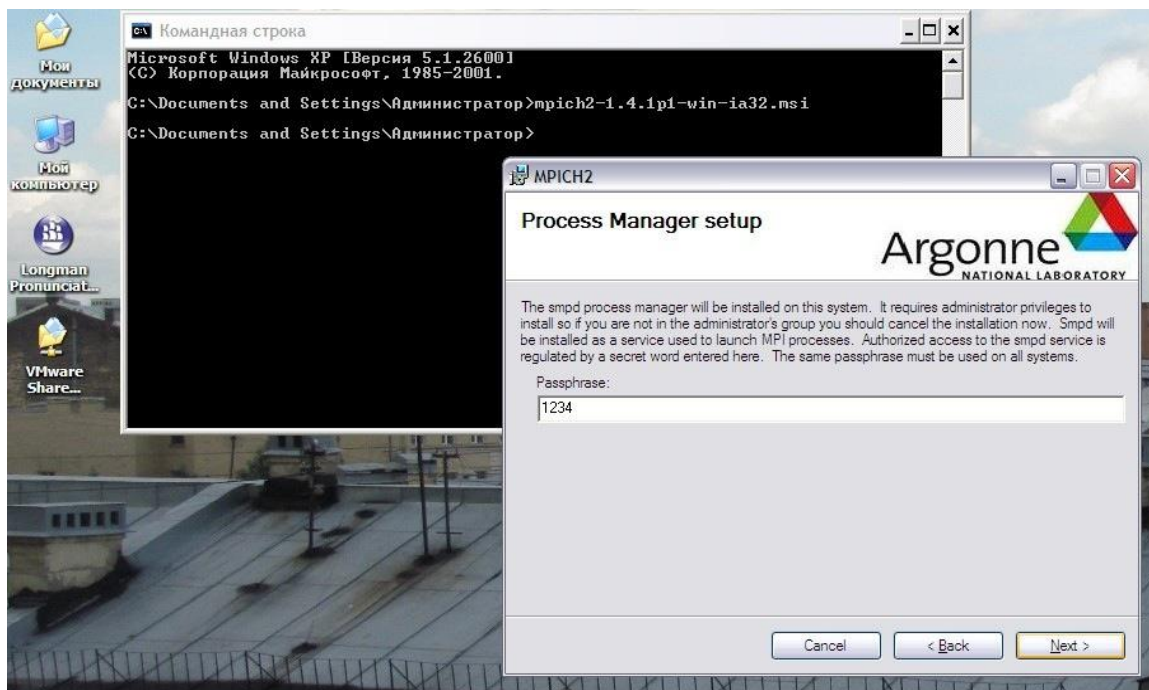 Мои
документы
Мой
компьютер
Longman
Pronunciat...
VMware
Share...
Командная строка
Microsoft Windows XP [Версия 5.1.2600]
(С) Корпорация Майкрософт, 1985-2001.
C:\Documents and Settings\Администратор>mpich2-1.4.1p1-win-ia32.msi
C:\Documents and Settings\Администратор>
MPICH2
Process Manager setup
Argonne
NATIONAL LABORATORY
The smpd process manager will be installed on this system. It requires administrator privileges to
install so if you are not in the administrator's group you should cancel the installation now. Smpd will
be installed as a service used to launch MPI processes. Authorized access to the smpd service is
regulated by a secret word entered here. The same passphrase must be used on all systems.
Passphrase:
1234
Cancel
< Back
Next >